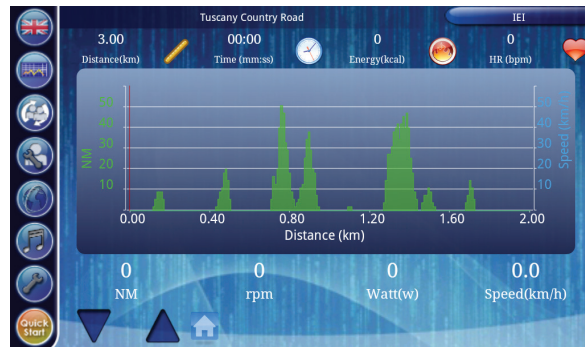 Tuscany Country Road IEI
3.00 00:00 0 0
Distance(km) Time (mm:ss) Energy(kcal) HR (bpm)
50 50
40 40
30 30
20 20
10 10
NM Speed (km/h)
0.00 0.40 0.80 1.20 1.60 2.00
Distance (km)
0 0 0 0.0
NM rpm Watt(w) Speed(km/h)
Quick
Start